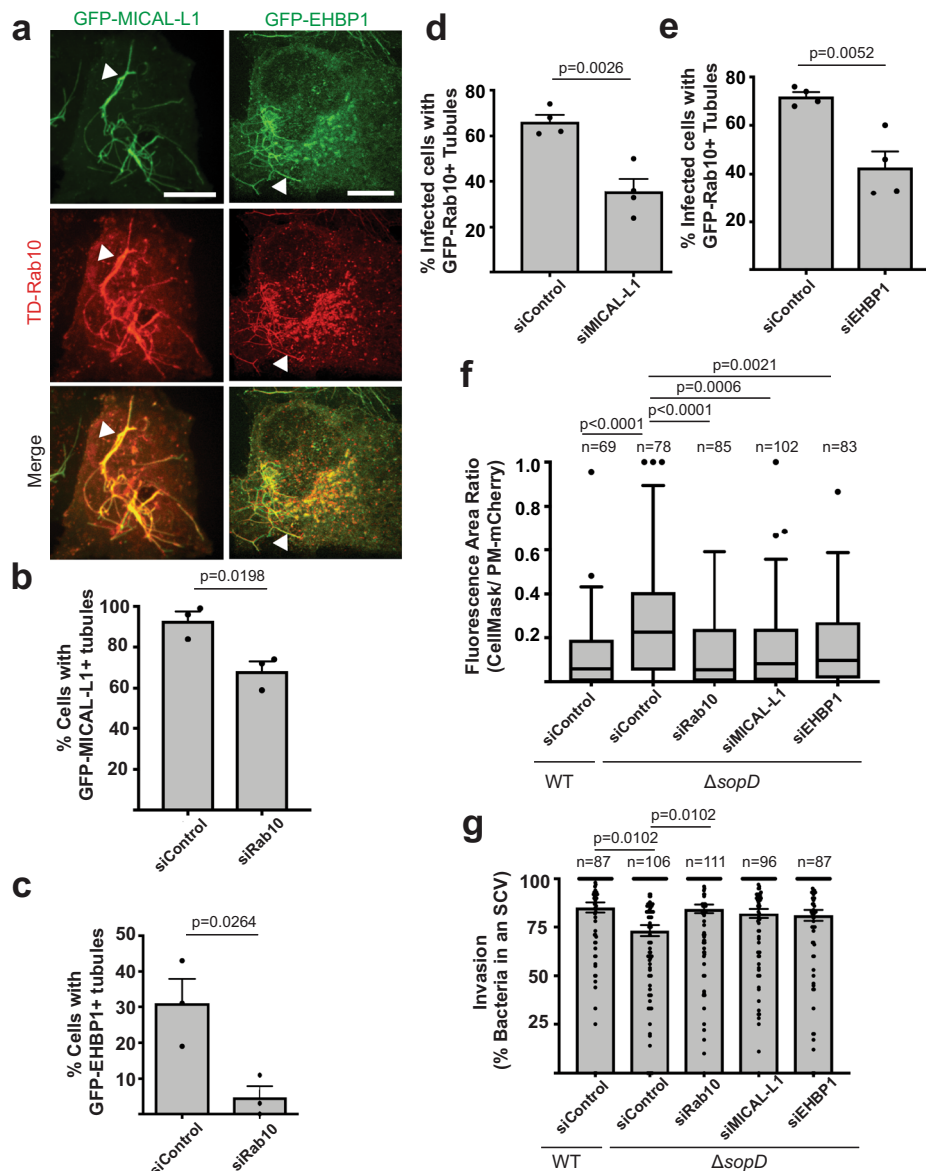 a
GFP-MICAL-L1
GFP-EHBP1
TD-Rab10
Merge
b
p=0.0198
% Cells with
GFP-MICAL-L1+ tubules
100
80
60
40
20
siControl
siRab10
c
p=0.0264
% Cells with
GFP-EHBP1+ tubules
50
40
30
20
10
siControl
siRab10
d
p=0.0026
% Infected cells with
GFP-Rab10+ Tubules
80
60
40
20
siControl
siMICAL-L1
e
p=0.0052
% Infected cells with
GFP-Rab10+ Tubules
80
60
40
20
siControl
siEHBP1
f
p=0.0021
p=0.0006
p<0.0001
p<0.0001
n=69
n=78
n=85
n=102
n=83
Fluorescence Area Ratio
(CellMask/ PM-mCherry)
1.0
0.8
0.6
0.4
0.2
siControl
siControl
siRab10
siMICAL-L1
siEHBP1
WT
ΔsopD
g
p=0.0102
p=0.0102
n=87
n=106
n=111
n=96
n=87
Invasion
(% Bacteria in an SCV)
100
75
50
25
siControl
siControl
siRab10
siMICAL-L1
siEHBP1
WT
ΔsopD